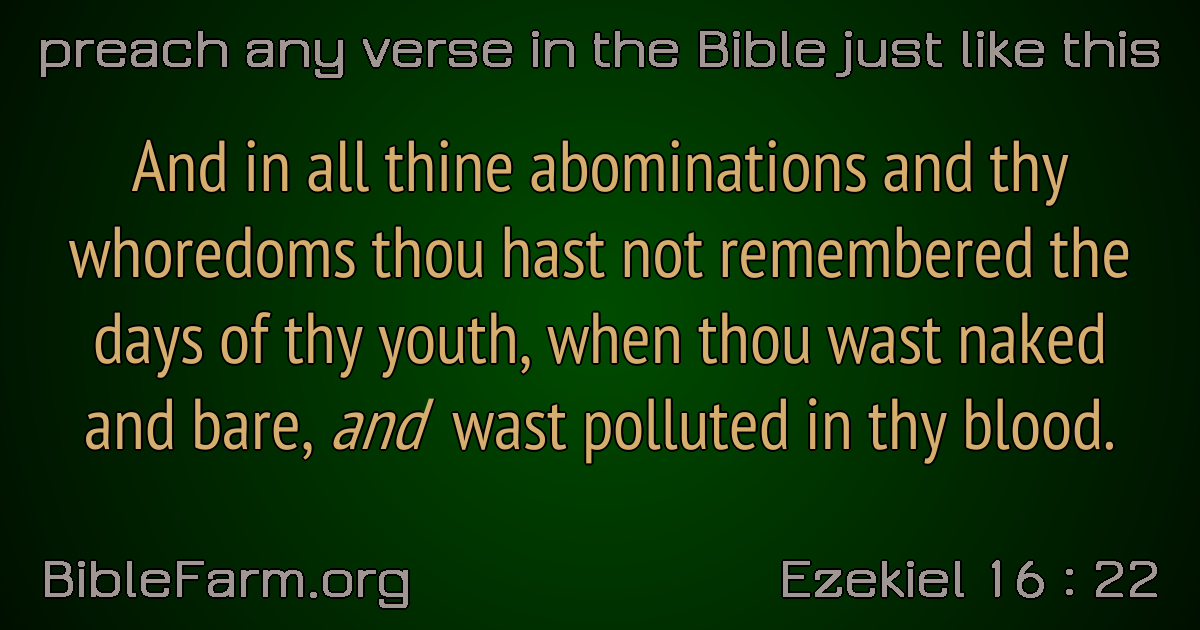 preach any verse in the Bible just like this
And in all thine abominations and thy
whoredoms thou hast not remembered the
days of thy youth, when thou wast naked
and bare, and wast polluted in thy blood.
BibleFarm.org
Ezekiel 16 : 22